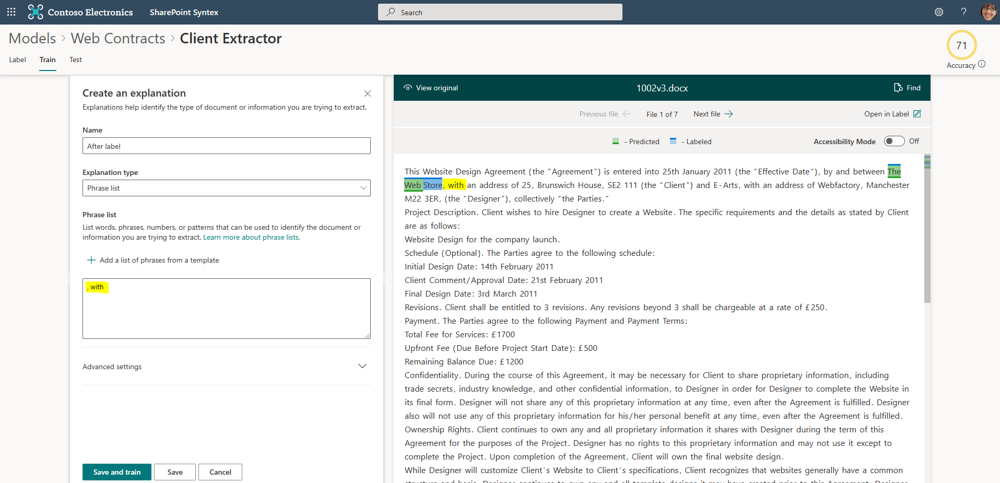 Contoso Electronics SharePoint Syntex Search ?
Models > Web Contracts > Client Extractor
71
Accuracy
Label Train Test
Create an explanation
Explanations help identify the type of document or information you are trying to extract.
Name
After label
Explanation type
Phrase list
Phrase list
List words, phrases, numbers, or patterns that can be used to identify the document or
information you are trying to extract. Learn more about phrase lists.
Add a list of phrases from a template
, with
Advanced settings
Save and train Save Cancel
View original 1002v3.docx Find
Previous file File 1 of 7 Next file Open in Label
- Predicted - Labeled Accessibility Mode Off
This Website Design Agreement (the “Agreement”) is entered into 25th January 2011 (the “Effective Date”), by and between The
Web Store, with an address of 25, Brunswich House, SE2 111 (the “Client”) and E-Arts, with an address of Webfactory, Manchester
M22 3ER, (the “Designer”), collectively “the Parties.”
Project Description. Client wishes to hire Designer to create a Website. The specific requirements and the details as stated by Client
are as follows:
Website Design for the company launch.
Schedule (Optional). The Parties agree to the following schedule:
Initial Design Date: 14th February 2011
Client Comment/Approval Date: 21st February 2011
Final Design Date: 3rd March 2011
Revisions. Client shall be entitled to 3 revisions. Any revisions beyond 3 shall be chargeable at a rate of £250.
Payment. The Parties agree to the following Payment and Payment Terms:
Total Fee for Services: £1700
Upfront Fee (Due Before Project Start Date): £500
Remaining Balance Due: £1200
Confidentiality. During the course of this Agreement, it may be necessary for Client to share proprietary information, including
trade secrets, industry knowledge, and other confidential information, to Designer in order for Designer to complete the Website in
its final form. Designer will not share any of this proprietary information at any time, even after the Agreement is fulfilled. Designer
also will not use any of this proprietary information for his/her personal benefit at any time, even after the Agreement is fulfilled.
Ownership Rights. Client continues to own any and all proprietary information it shares with Designer during the term of this
Agreement for the purposes of the Project. Designer has no rights to this proprietary information and may not use it except to
complete the Project. Upon completion of the Agreement, Client will own the final website design.
While Designer will customize Client's Website to Client's specifications, Client recognizes that websites generally have a common